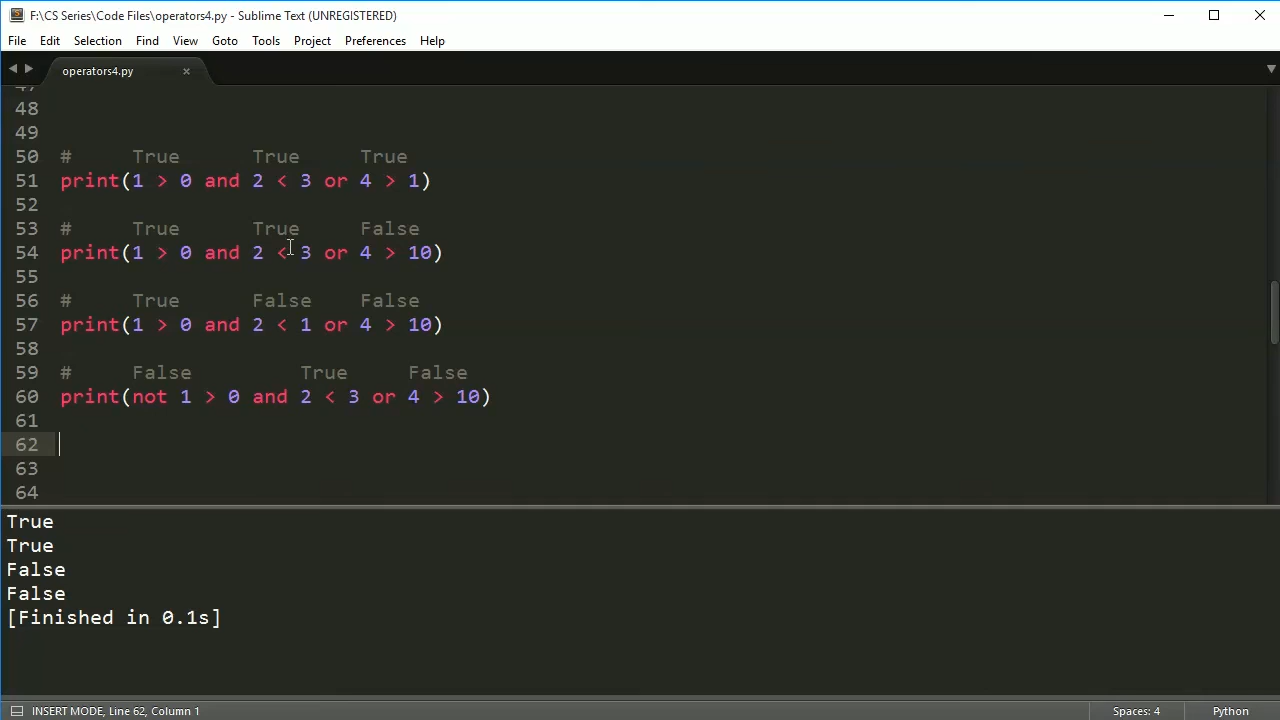 F:\CS Series\Code Files\operators4.py - Sublime Text (UNREGISTERED)
File Edit Selection Find View Goto Tools Project Preferences Help
operators4.py ×
47
48
49
50 # True True True
51 print(1 > 0 and 2 < 3 or 4 > 1)
52
53 # True True False
54 print(1 > 0 and 2 < 3 or 4 > 10)
55
56 # True False False
57 print(1 > 0 and 2 < 1 or 4 > 10)
58
59 # False True False
60 print(not 1 > 0 and 2 < 3 or 4 > 10)
61
62
63
64
True
True
False
False
[Finished in 0.1s]
INSERT MODE, Line 62, Column 1 Spaces: 4 Python